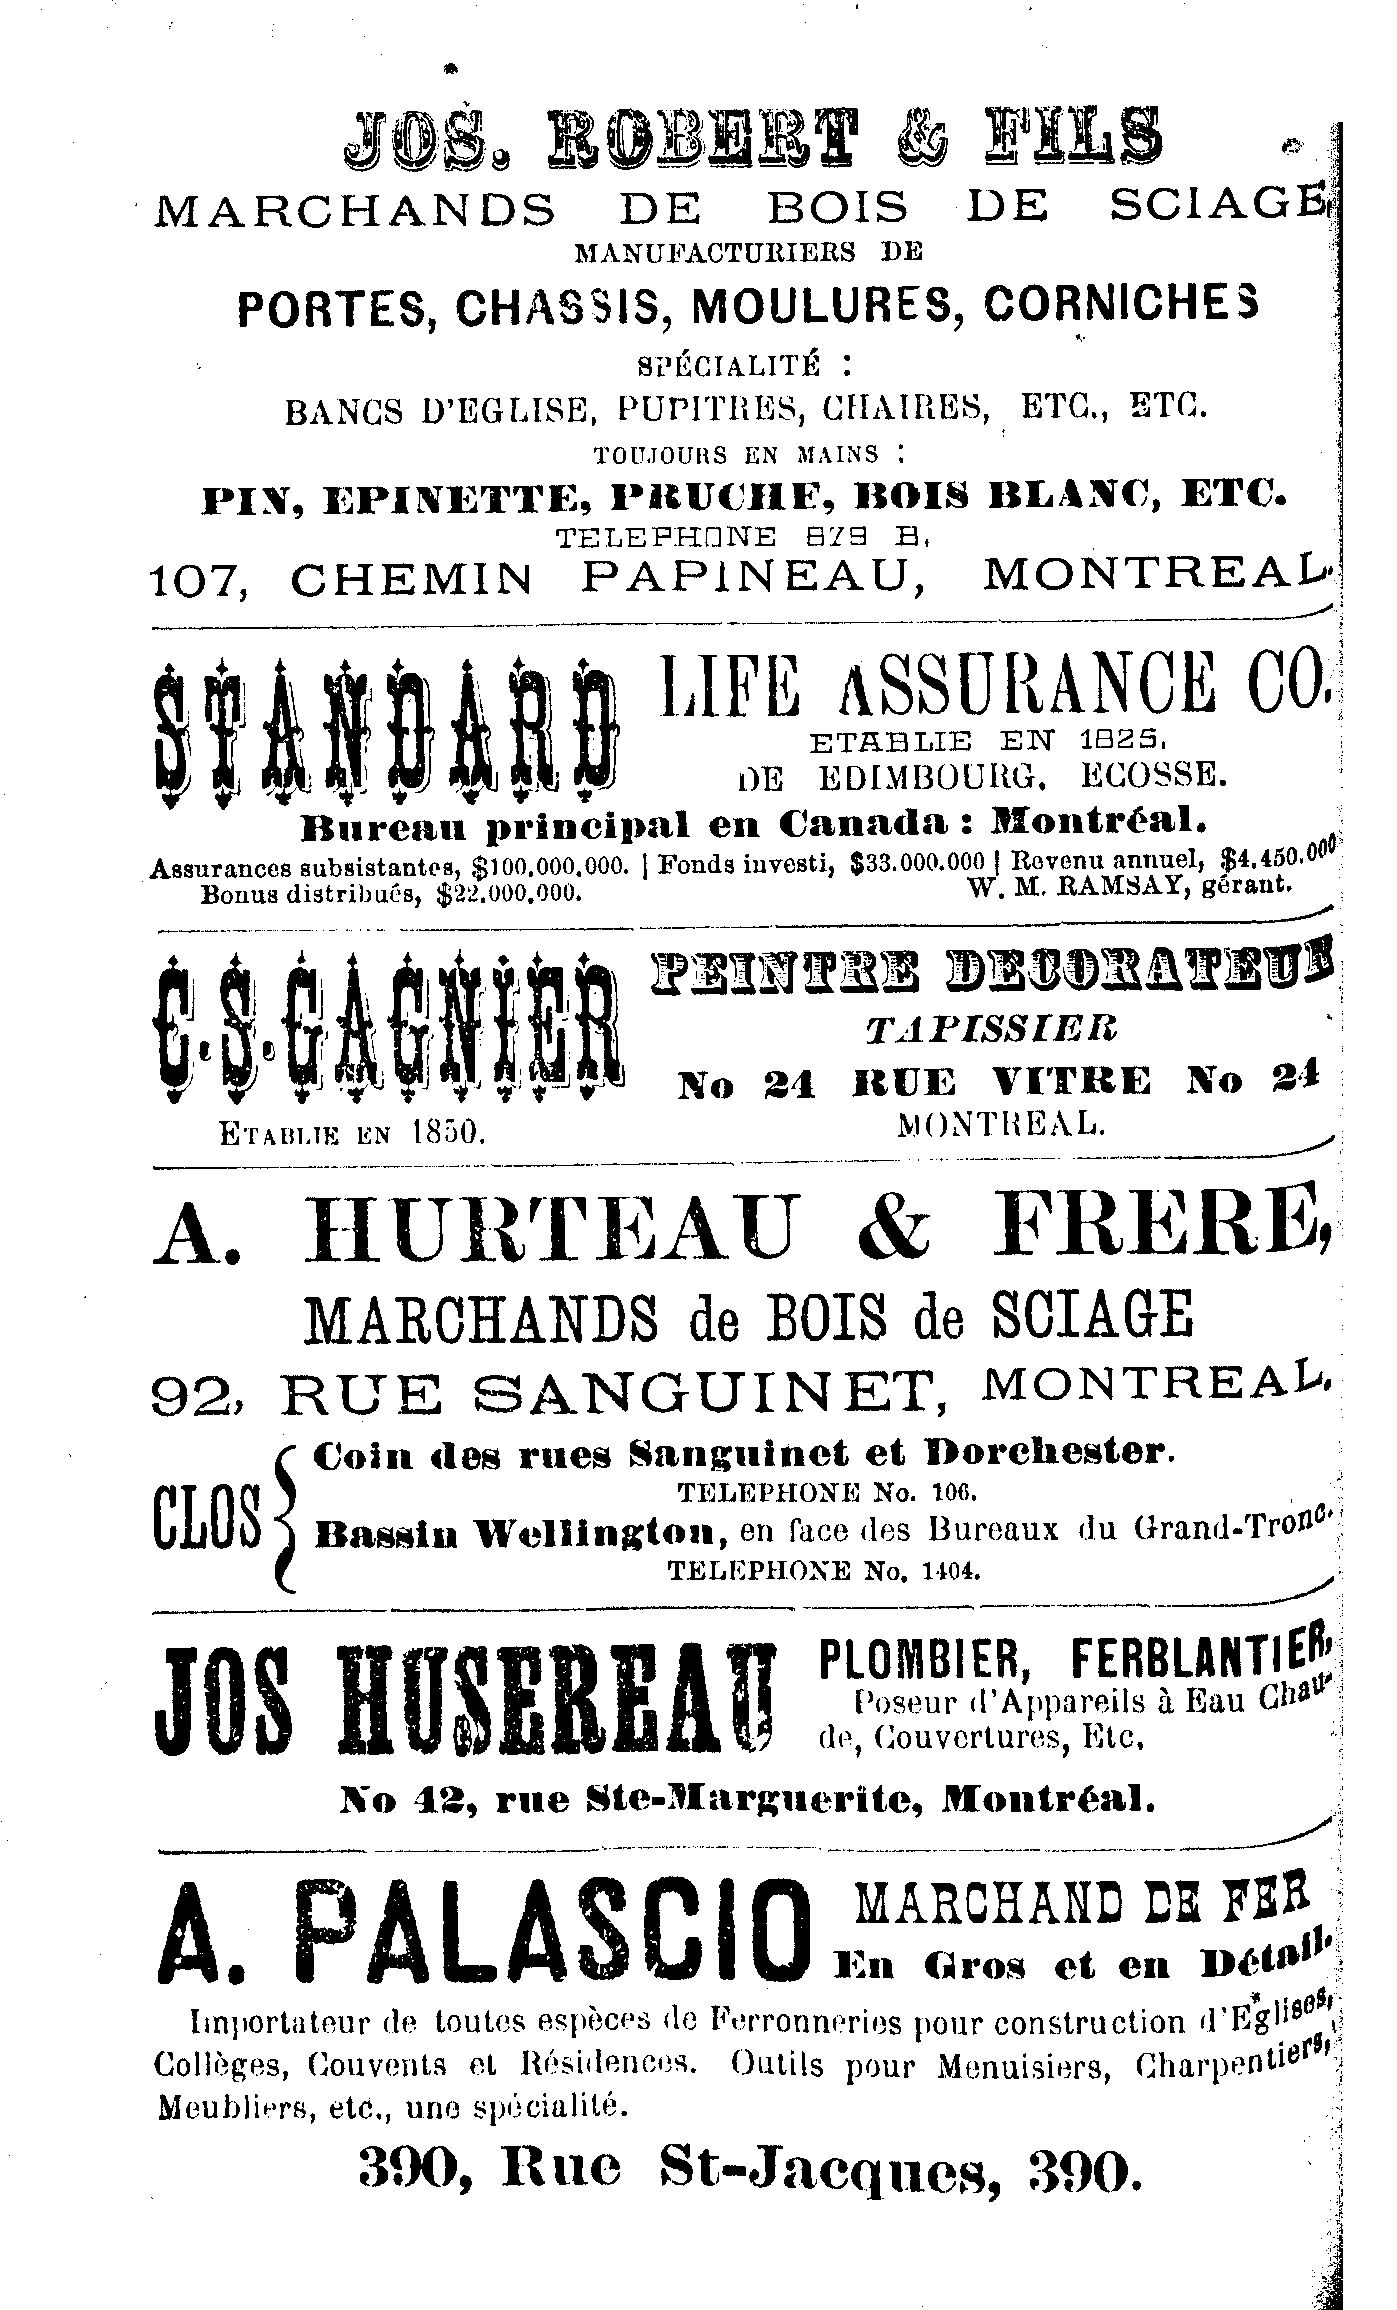 JOS. ROBERT & FILS
MARCHANDS DE BOIS DE SCIAGE,
MANUFACTURIERS DE
PORTES, CHASSIS, MOULURES, CORNICHES
SPÉCIALITÉ :
BANCS D'EGLISE, PUPITRES, CHAIRES, ETC., ETC.
TOUJOURS EN MAINS :
PIN, EPINETTE, PRUCHE, BOIS BLANC, ETC.
TELEPHONE 879 B,
107, CHEMIN PAPINEAU, MONTREAL.
STANDARD LIFE ASSURANCE CO.
ETABLIE EN 1825,
DE EDIMBOURG, ECOSSE.
Bureau principal en Canada : Montréal.
Assurances subsistantes, $100,000,000. | Fonds investi, $33.000.000 | Revenu annuel, $4.450.000
Bonus distribués, $22,000,000. W. M. RAMSAY, gérant.
C. S. GAGNIER PEINTRE DECORATEUR
TAPISSIER
No 24 RUE VITRE No 24
ETABLIE EN 1850. MONTREAL.
A. HURTEAU & FRERE,
MARCHANDS de BOIS de SCIAGE
92, RUE SANGUINET, MONTREAL.
CLOS { Coin des rues Sanguinet et Dorchester.
TELEPHONE No. 106.
Bassin Wellington, en face des Bureaux du Grand-Tronc.
TELEPHONE No. 1404.
JOS HUSEREAU PLOMBIER, FERBLANTIER,
Poseur d'Appareils à Eau Chau-
de, Couvertures, Etc,
No 42, rue Ste-Marguerite, Montréal.
A. PALASCIO MARCHAND DE FER
En Gros et en Détail.
Importateur de toutes espèces de Ferronneries pour construction d'Eglises,
Collèges, Couvents et Résidences. Outils pour Menuisiers, Charpentiers,
Meubliers, etc., une spécialité.
390, Rue St-Jacques, 390.